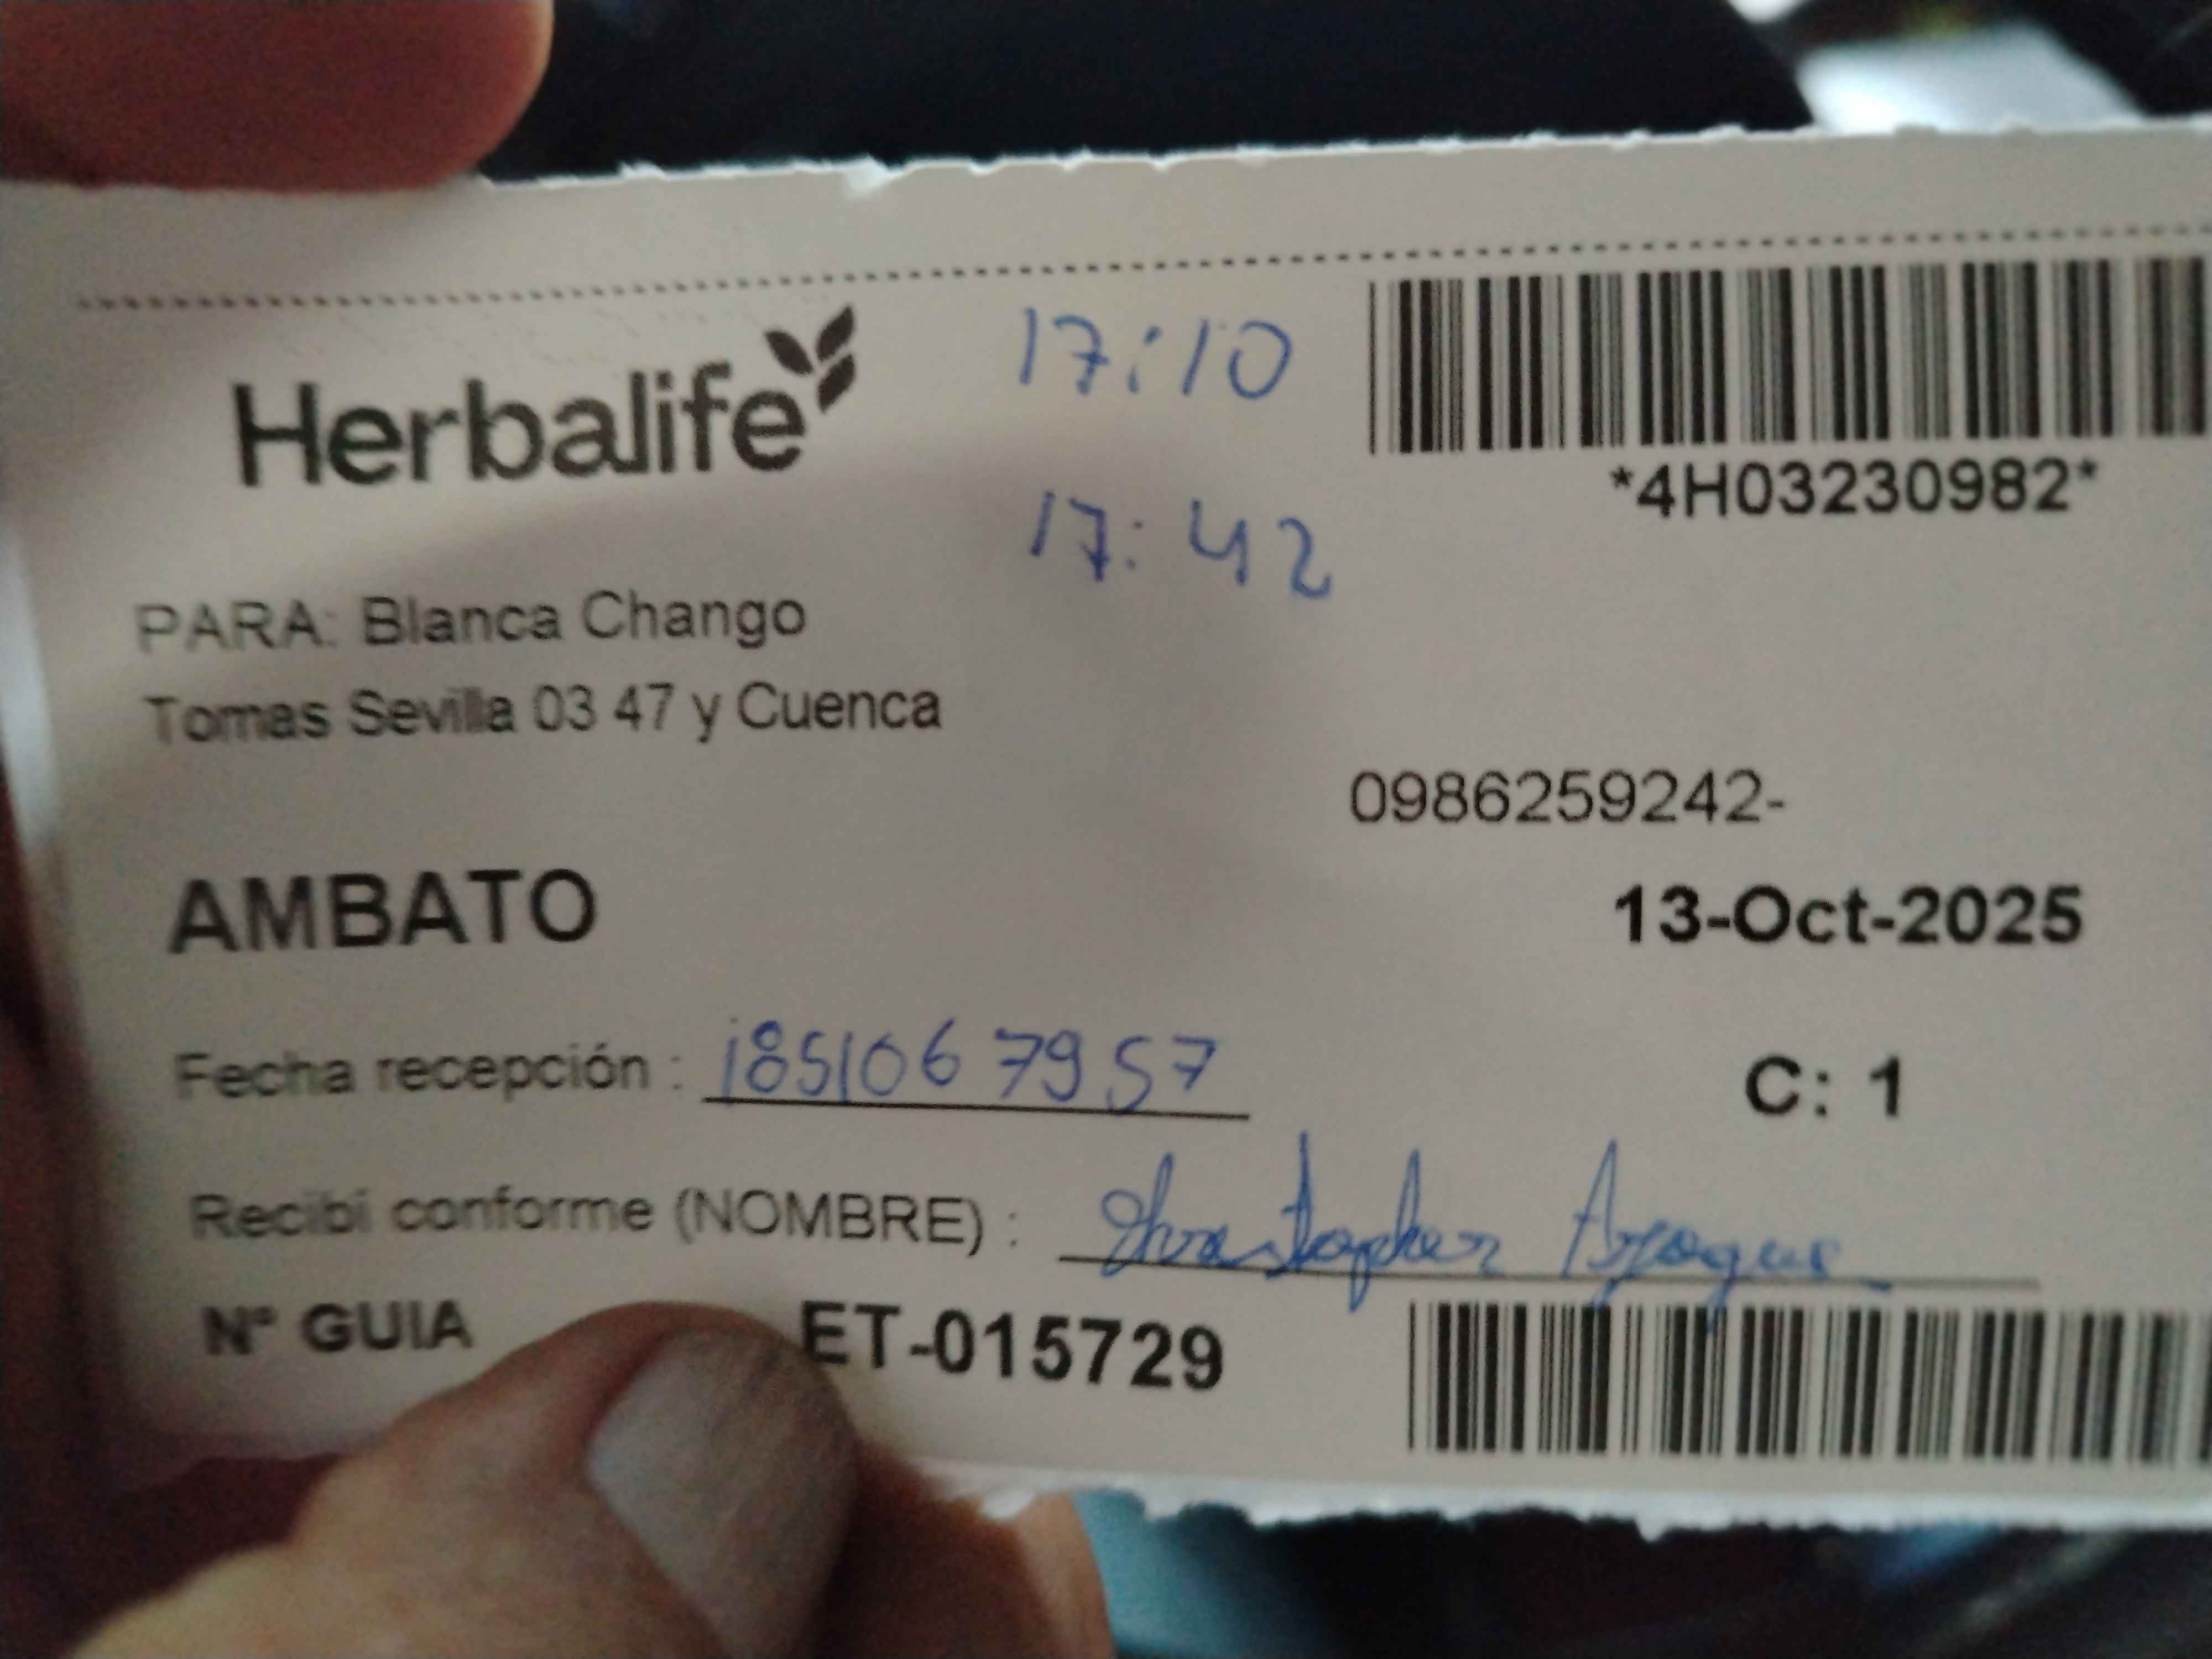 Herbalife
17:10
*4H03230982*
17:42
PARA: Blanca Chango
Tomas Sevilla 03 47 y Cuenca
0986259242-
AMBATO
13-Oct-2025
Fecha recepción : 1851067957
C: 1
Recibí conforme (NOMBRE) :
N° GUIA ET-015729